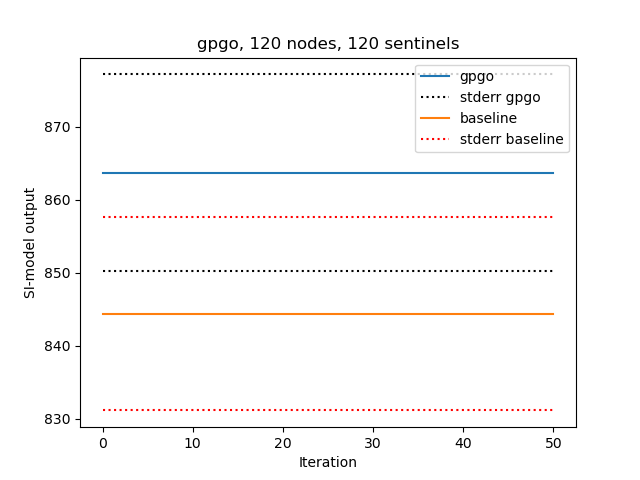 gpgo, 120 nodes, 120 sentinels
gpgo
stderr gpgo
baseline
stderr baseline
870
860
850
840
830
SI-model output
0 10 20 30 40 50
Iteration